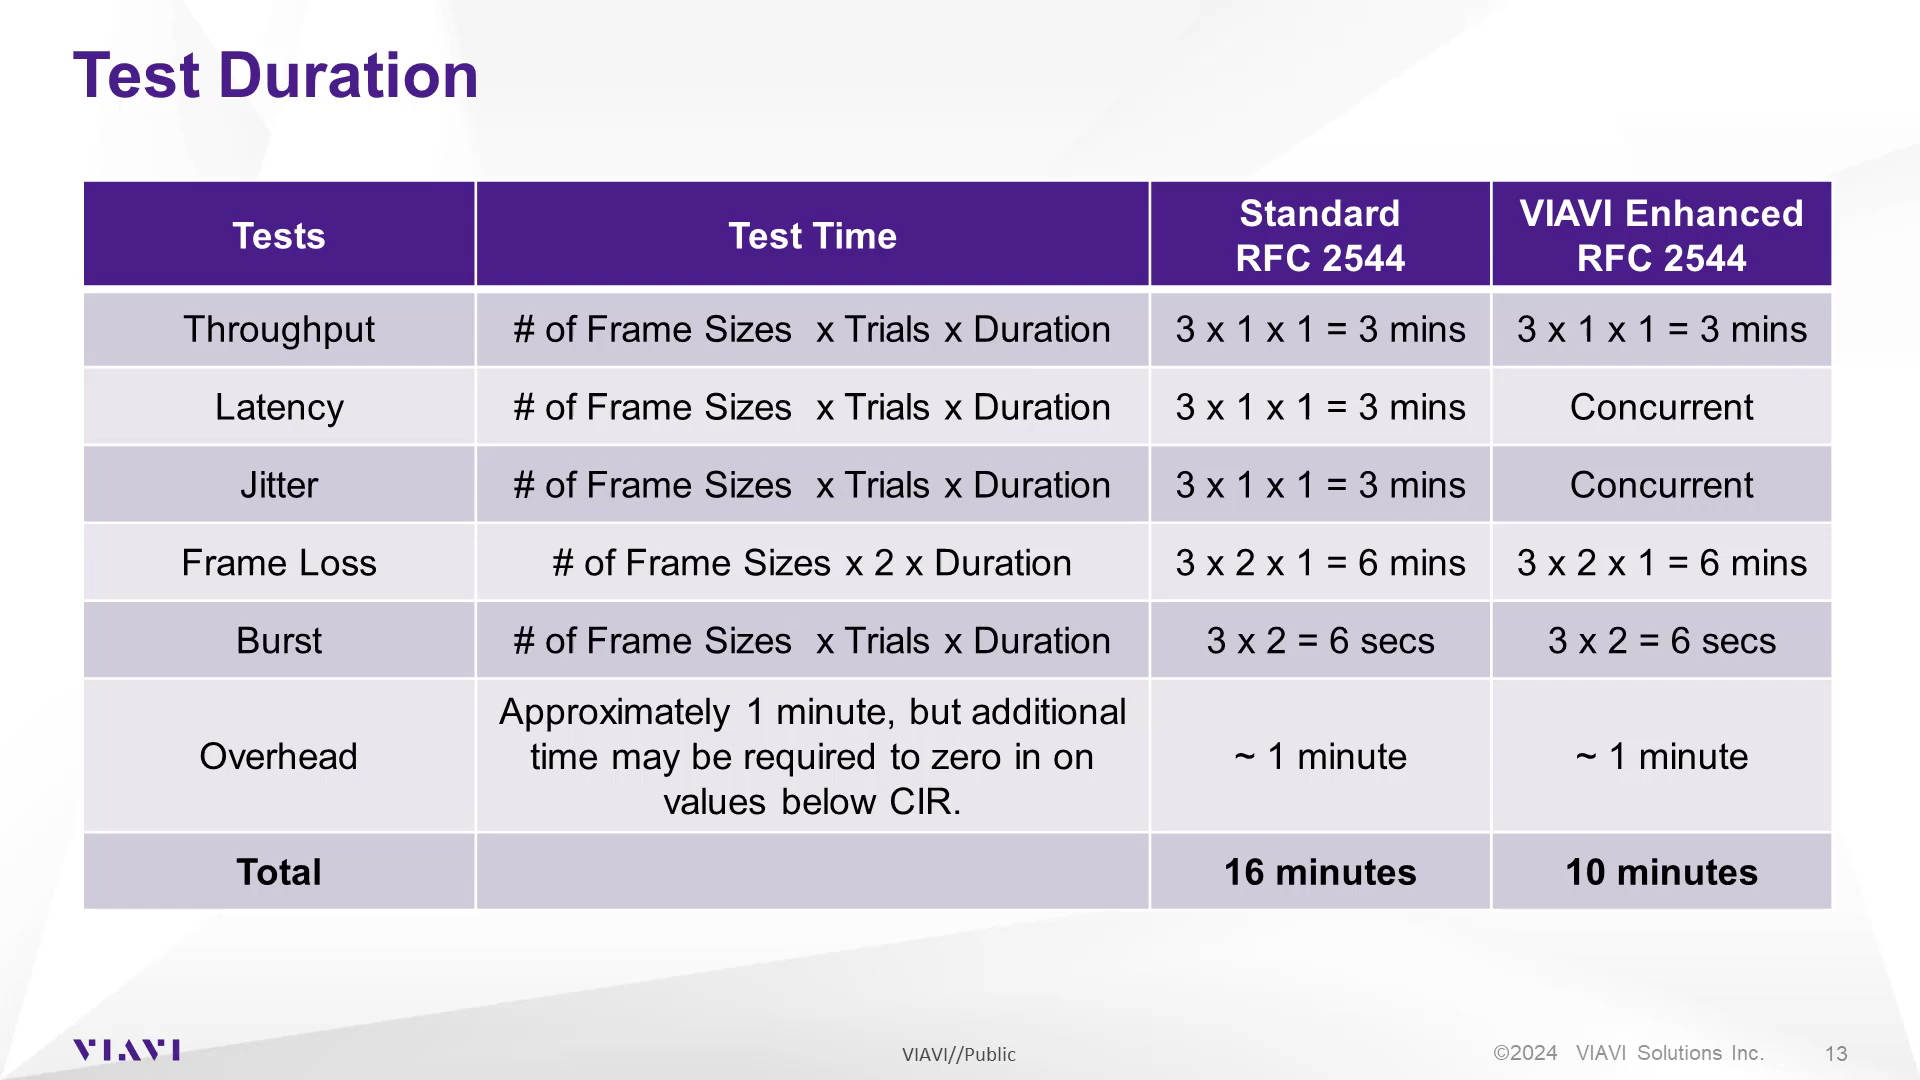 Test Duration
Tests
Test Time
Standard
RFC 2544
VIAVI Enhanced
RFC 2544
Throughput
# of Frame Sizes x Trials x Duration
3 x 1 x 1 = 3 mins
3 x 1 x 1 = 3 mins
Latency
# of Frame Sizes x Trials x Duration
3 x 1 x 1 = 3 mins
Concurrent
Jitter
# of Frame Sizes x Trials x Duration
3 x 1 x 1 = 3 mins
Concurrent
Frame Loss
# of Frame Sizes x 2 x Duration
3 x 2 x 1 = 6 mins
3 x 2 x 1 = 6 mins
Burst
# of Frame Sizes x Trials x Duration
3 x 2 = 6 secs
3 x 2 = 6 secs
Overhead
Approximately 1 minute, but additional
time may be required to zero in on
values below CIR.
~ 1 minute
~ 1 minute
Total
16 minutes
10 minutes
VIAVI
VIAVI//Public
©2024 VIAVI Solutions Inc.
13